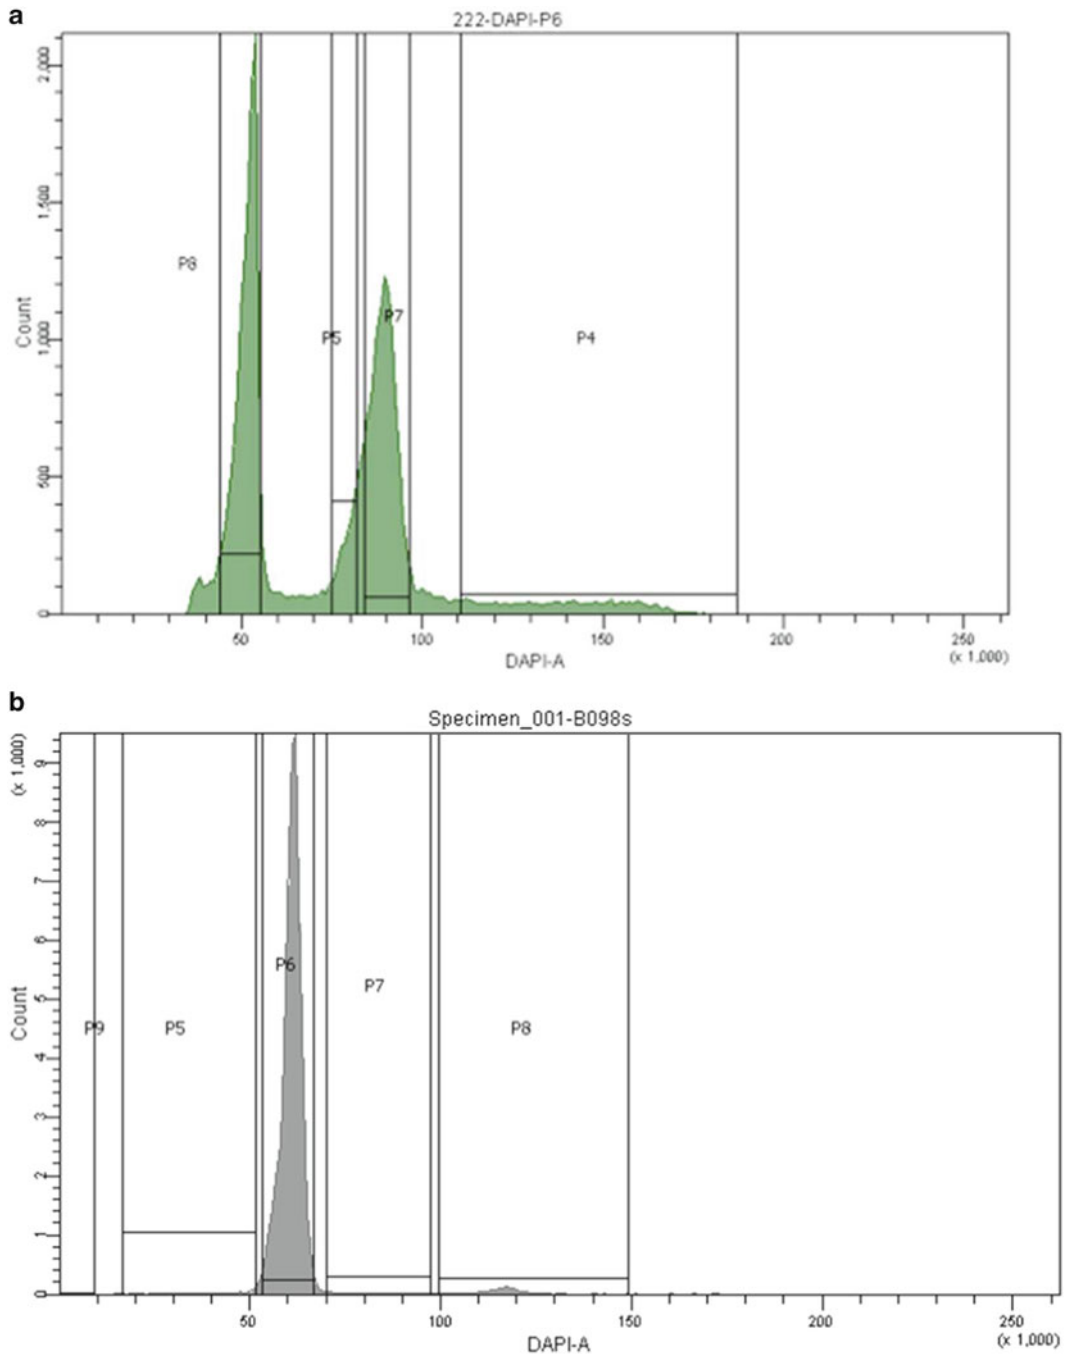 a
222-DAPI-P6
2,000
1,500
1,000
500
0
Count
P8
P5
P7
P4
50 100 150 200 250
(x 1,000)
DAPI-A
b
Specimen_001-B098s
(x 1,000)
9
8
7
6
5
4
3
2
1
0
Count
P9
P5
P6
P7
P8
50 100 150 200 250
(x 1,000)
DAPI-A